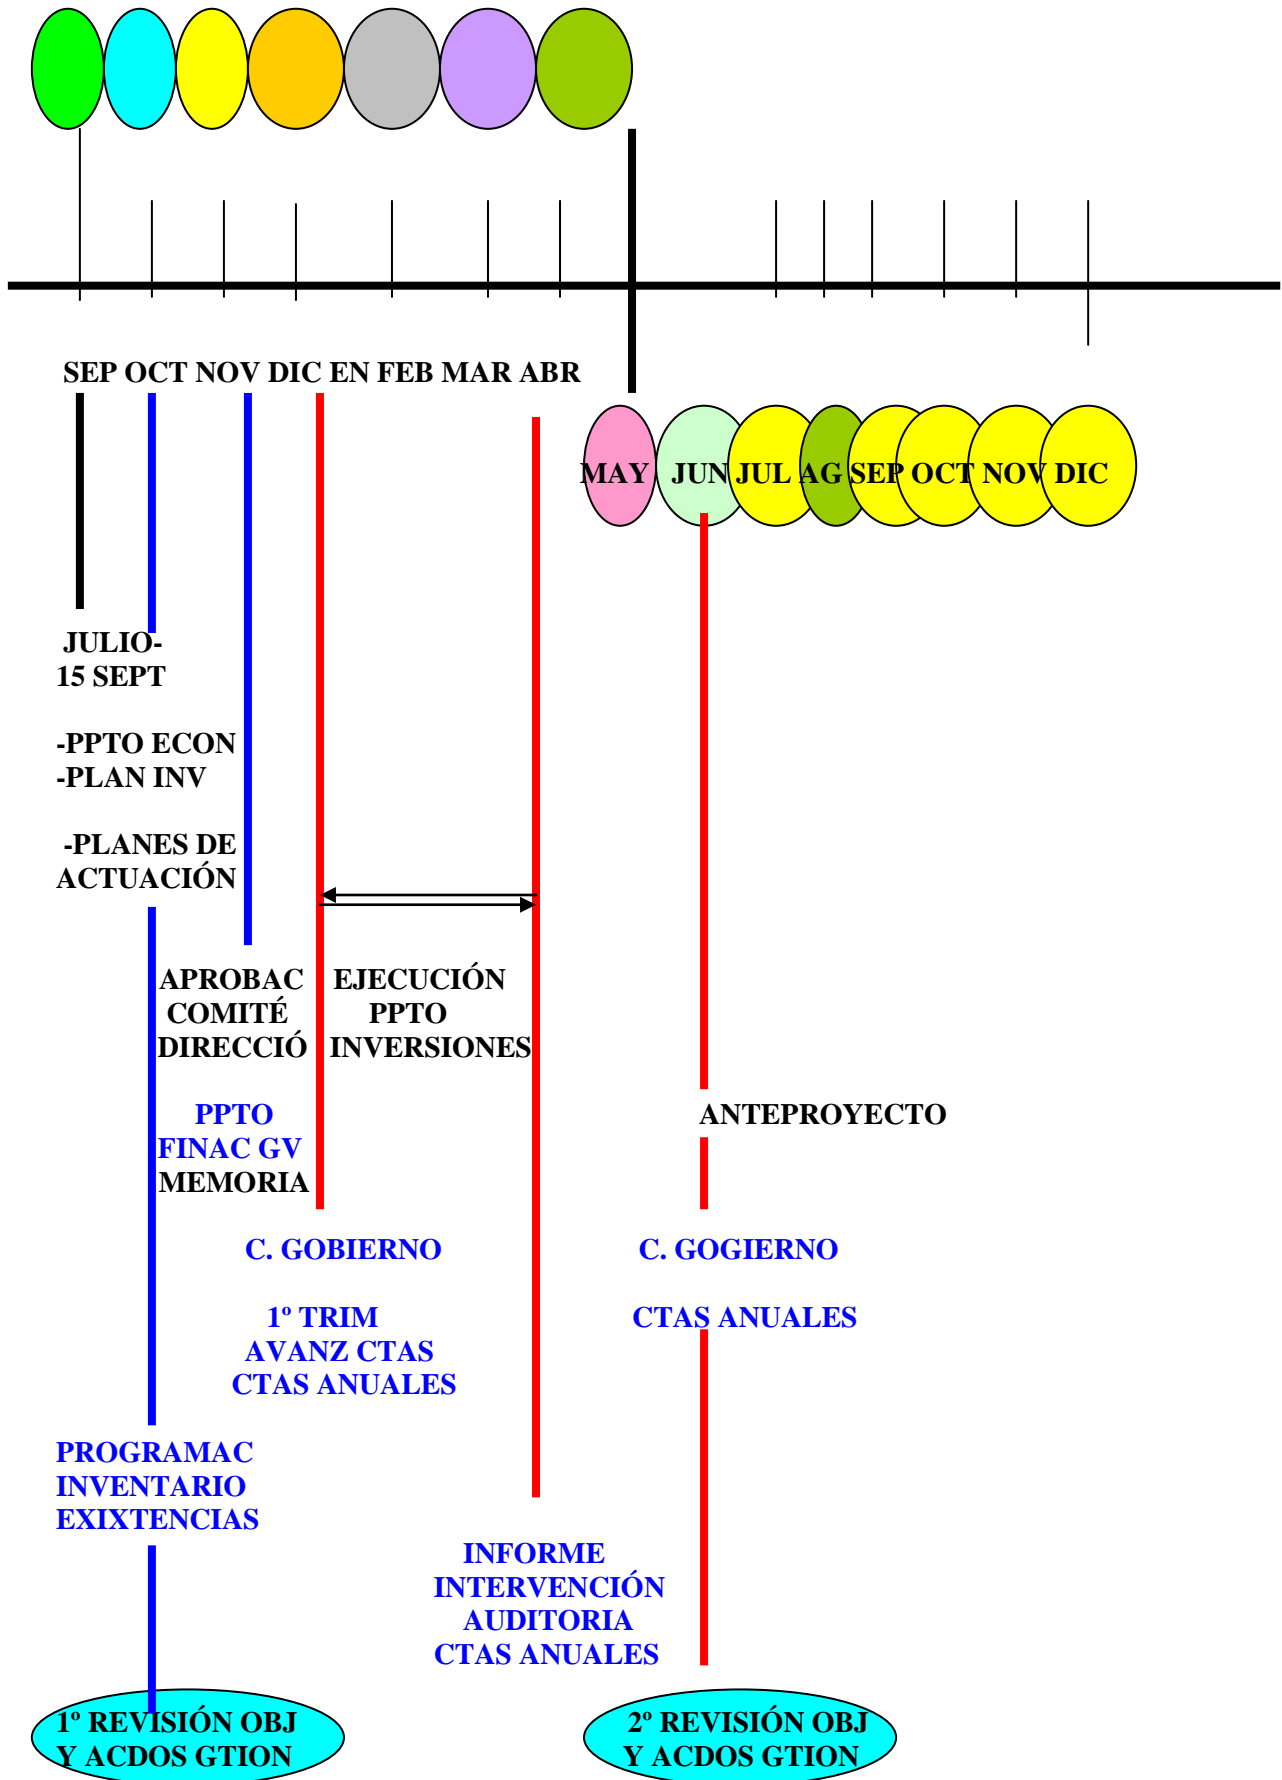 SEP OCT NOV DIC EN FEB MAR ABR
MAY JUN JUL AG SEP OCT NOV DIC
JULIO-
15 SEPT
-PPTO ECON
-PLAN INV
-PLANES DE
ACTUACIÓN
APROBAC
COMITÉ
DIRECCIÓ
EJECUCIÓN
PPTO
INVERSIONES
PPTO
FINAC GV
MEMORIA
ANTEPROYECTO
C. GOBIERNO
1º TRIM
AVANZ CTAS
CTAS ANUALES
C. GOGIERNO
CTAS ANUALES
PROGRAMAC
INVENTARIO
EXIXTENCIAS
INFORME
INTERVENCIÓN
AUDITORIA
CTAS ANUALES
1º REVISIÓN OBJ
Y ACDOS GTION
2º REVISIÓN OBJ
Y ACDOS GTION